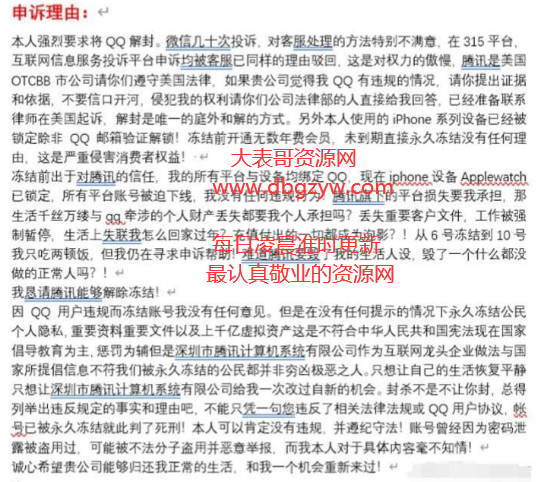 申诉理由：
本人强烈要求将 QQ 解封。微信几十次投诉，对客服处理的方法特别不满意，在 315 平台，
互联网信息服务投诉平台申诉均被客服已同样的理由驳回，这是对权力的傲慢，腾讯是美国
OTCBB 市公司请你们遵守美国法律，如果贵公司觉得我 QQ 有违规的情况，请你提出证据
和依据，不要信口开河，侵犯我的权利请你们公司法律部的人直接给我回答，已经准备联系
律师在美国起诉，解封是唯一的庭外和解的方式。另外本人使用的 iPhone 系列设备已经被
锁定除非 QQ 邮箱验证解锁！冻结前开通无数年费会员，未到期直接永久冻结没有任何理
由，这是严重侵害消费者权益！
大表哥资源网
冻结前出于对腾讯的信任，我的所有平台与设备均绑定 QQ，现在 iphone 设备 Applewatch
www.dbgzyw.com
已锁定，所有平台账号被迫下线，我没有任何违规行为！腾讯旗下的平台损失要我承担，那
生活千丝万缕与 qq 牵涉的个人财产丢失都要我个人承担吗？丢失重要客户文件，工作被强
制暂停，生活上失联我怎么回家过年？充值付出的一切都成为泡影？！从 6 号冻结到 10 号
每日凌晨准时更新
我只吃两顿饭，但我仍在寻求申诉帮助！难道腾讯要毁了我的生活人设，毁了一个什么都没
最认真敬业的资源网
做的正常人吗？！
我恳请腾讯能够解除冻结！
因 QQ 用户违规而冻结账号我没有任何意见。但是在没有任何提示的情况下永久冻结公民
个人隐私，重要资料重要文件以及上千亿虚拟资产这是不符合中华人民共和国宪法现在国家
倡导教育为主，惩罚为辅但是深圳市腾讯计算机系统有限公司作为互联网龙头企业做法与国
家所提倡信息不符我们被永久冻结的公民都并非穷凶极恶之人。只想让自己的生活恢复平静
只想让深圳市腾讯计算机系统有限公司给我一次改过自新的机会。封杀不是不让你封，总得
列举出违反规定的事实和理由吧，不能只凭一句您违反了相关法律法规或 QQ 用户协议，帐
号已被永久冻结就此判了死刑！本人可以肯定没有违规，并遵纪守法！账号曾经因为密码泄
露被盗用过，可能被不法分子盗用并恶意举报，而我本人对于具体内容毫不知情！
诚心希望贵公司能够归还我正常的生活，和我一个机会重新来过！